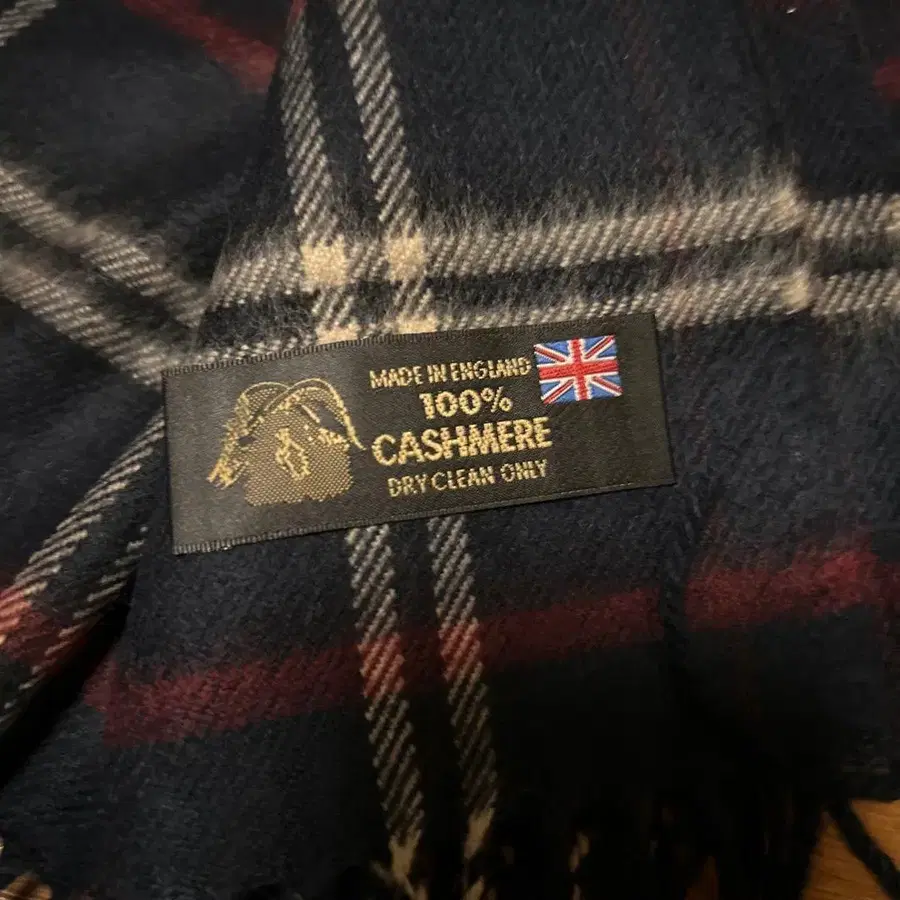 MADE IN ENGLAND
100%
CASHMERE
DRY CLEAN ONLY